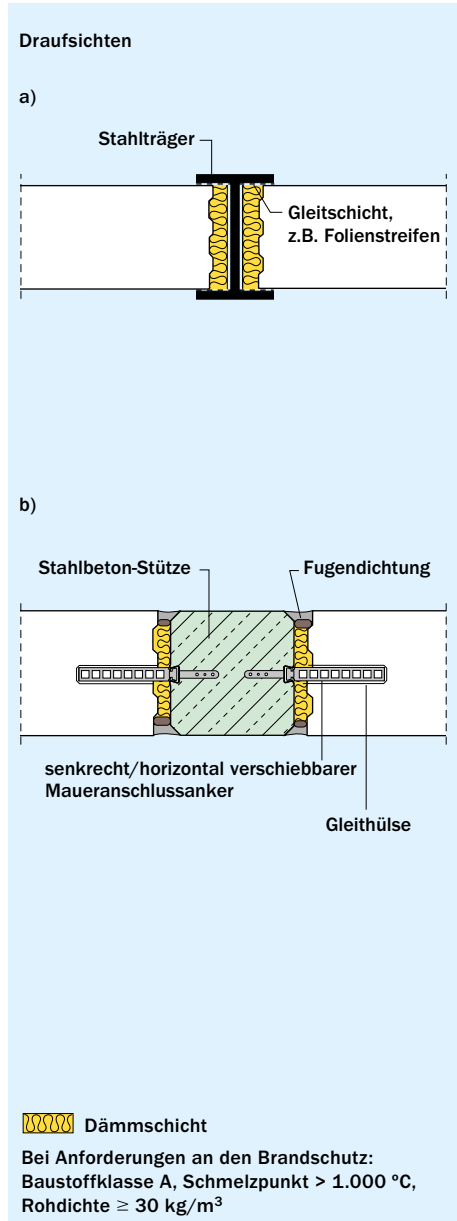 Draufsichten
a)
Stahlträger
Gleitschicht,
z.B. Folienstreifen
b)
Stahlbeton-Stütze
Fugendichtung
senkrecht/horizontal verschiebbarer
Maueranschlussanker
Gleithülse
Dämmschicht
Bei Anforderungen an den Brandschutz:
Baustoffklasse A, Schmelzpunkt > 1.000 ºC,
Rohdichte ≥ 30 kg/m³